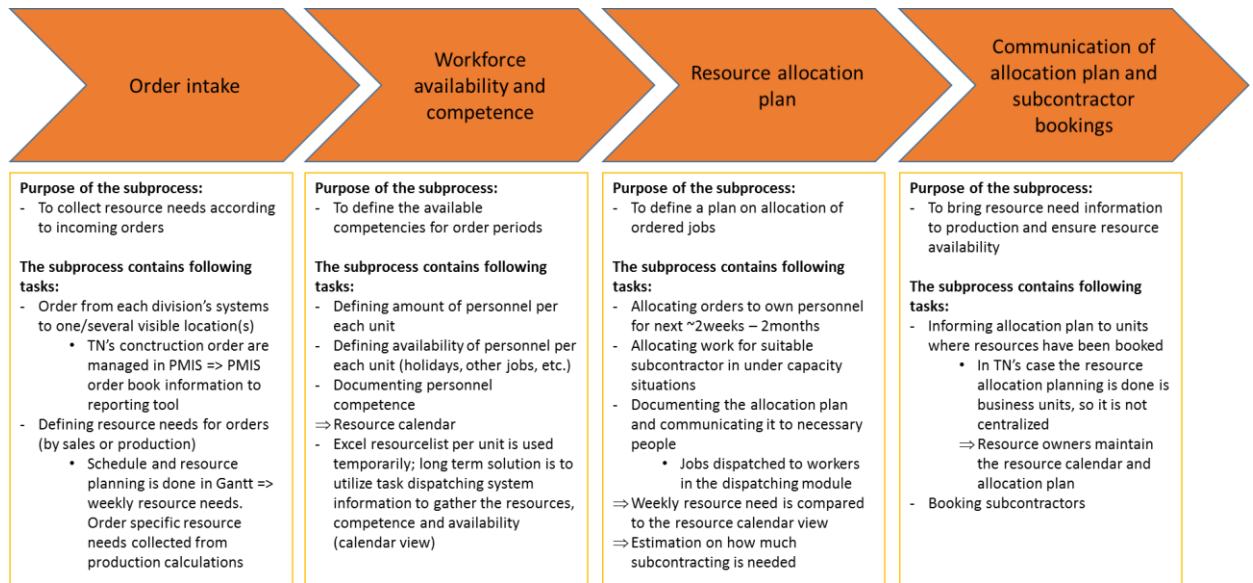 Order intake
Workforce
availability and
competence
Resource allocation
plan
Communication of
allocation plan and
subcontractor
bookings
Purpose of the subprocess:
- To collect resource needs according
to incoming orders
The subprocess contains following
tasks:
- Order from each division's systems
to one/several visible location(s)
• TN's construction order are
managed in PMIS => PMIS
order book information to
reporting tool
- Defining resource needs for orders
(by sales or production)
• Schedule and resource
planning is done in Gantt =>
weekly resource needs.
Order specific resource
needs collected from
production calculations
Purpose of the subprocess:
- To define the available
competencies for order periods
The subprocess contains following
tasks:
- Defining amount of personnel per
each unit
- Defining availability of personnel per
each unit (holidays, other jobs, etc.)
- Documenting personnel
competence
⇒ Resource calendar
- Excel resourcelist per unit is used
temporarily; long term solution is to
utilize task dispatching system
information to gather the resources,
competence and availability
(calendar view)
Purpose of the subprocess:
- To define a plan on allocation of
ordered jobs
The subprocess contains following
tasks:
- Allocating orders to own personnel
for next ~2weeks – 2months
- Allocating work for suitable
subcontractor in under capacity
situations
- Documenting the allocation plan
and communicating it to necessary
people
• Jobs dispatched to workers
in the dispatching module
⇒ Weekly resource need is compared
to the resource calendar view
⇒ Estimation on how much
subcontracting is needed
Purpose of the subprocess:
- To bring resource need information
to production and ensure resource
availability
The subprocess contains following
tasks:
- Informing allocation plan to units
where resources have been booked
• In TN's case the resource
allocation planning is done is
business units, so it is not
centralized
⇒ Resource owners maintain
the resource calendar and
allocation plan
- Booking subcontractors